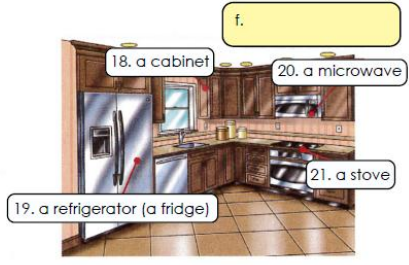 f.
18. a cabinet
20. a microwave
21. a stove
19. a refrigerator (a fridge)